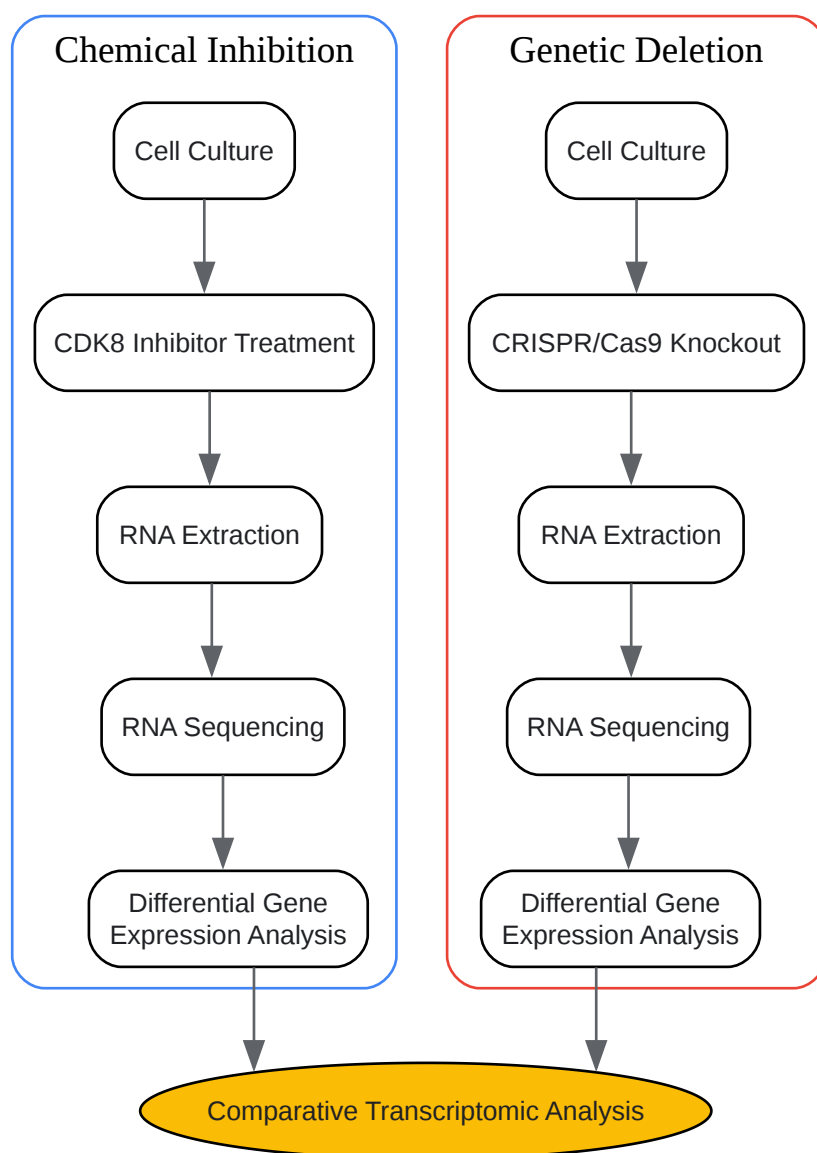 Chemical Inhibition
Cell Culture
CDK8 Inhibitor Treatment
RNA Extraction
RNA Sequencing
Differential Gene
Expression Analysis
Genetic Deletion
Cell Culture
CRISPR/Cas9 Knockout
RNA Extraction
RNA Sequencing
Differential Gene
Expression Analysis
Comparative Transcriptomic Analysis